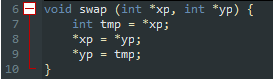 6 void swap (int *xp, int *yp) {
7     int tmp = *xp;
8     *xp = *yp;
9     *yp = tmp;
10 }